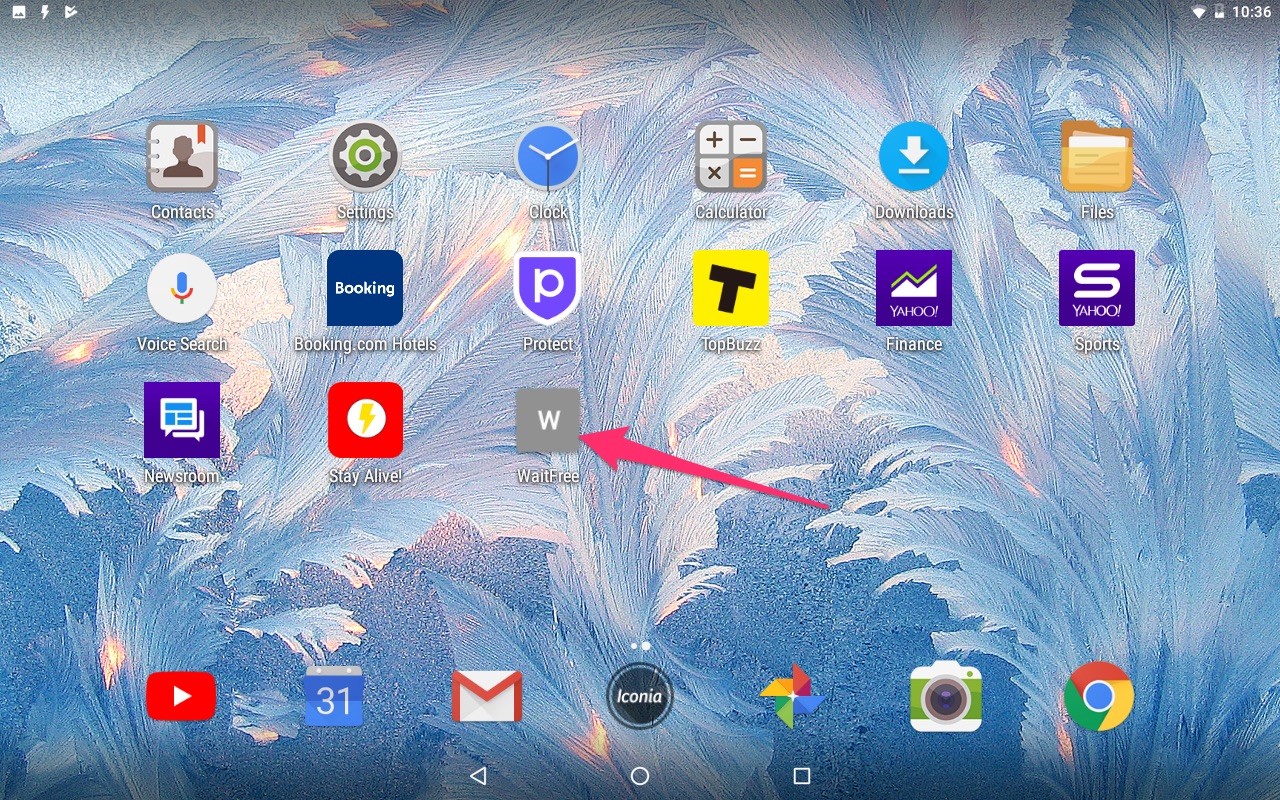 10:36
Contacts
Settings
Clock
Calculator
Downloads
Files
Booking
p
T
YAHOO!
S
YAHOO!
Voice Search
Booking.com Hotels
Protect
TopBuzz
Finance
Sports
W
Newsroom
Stay Alive!
WaitFree
31
Iconia